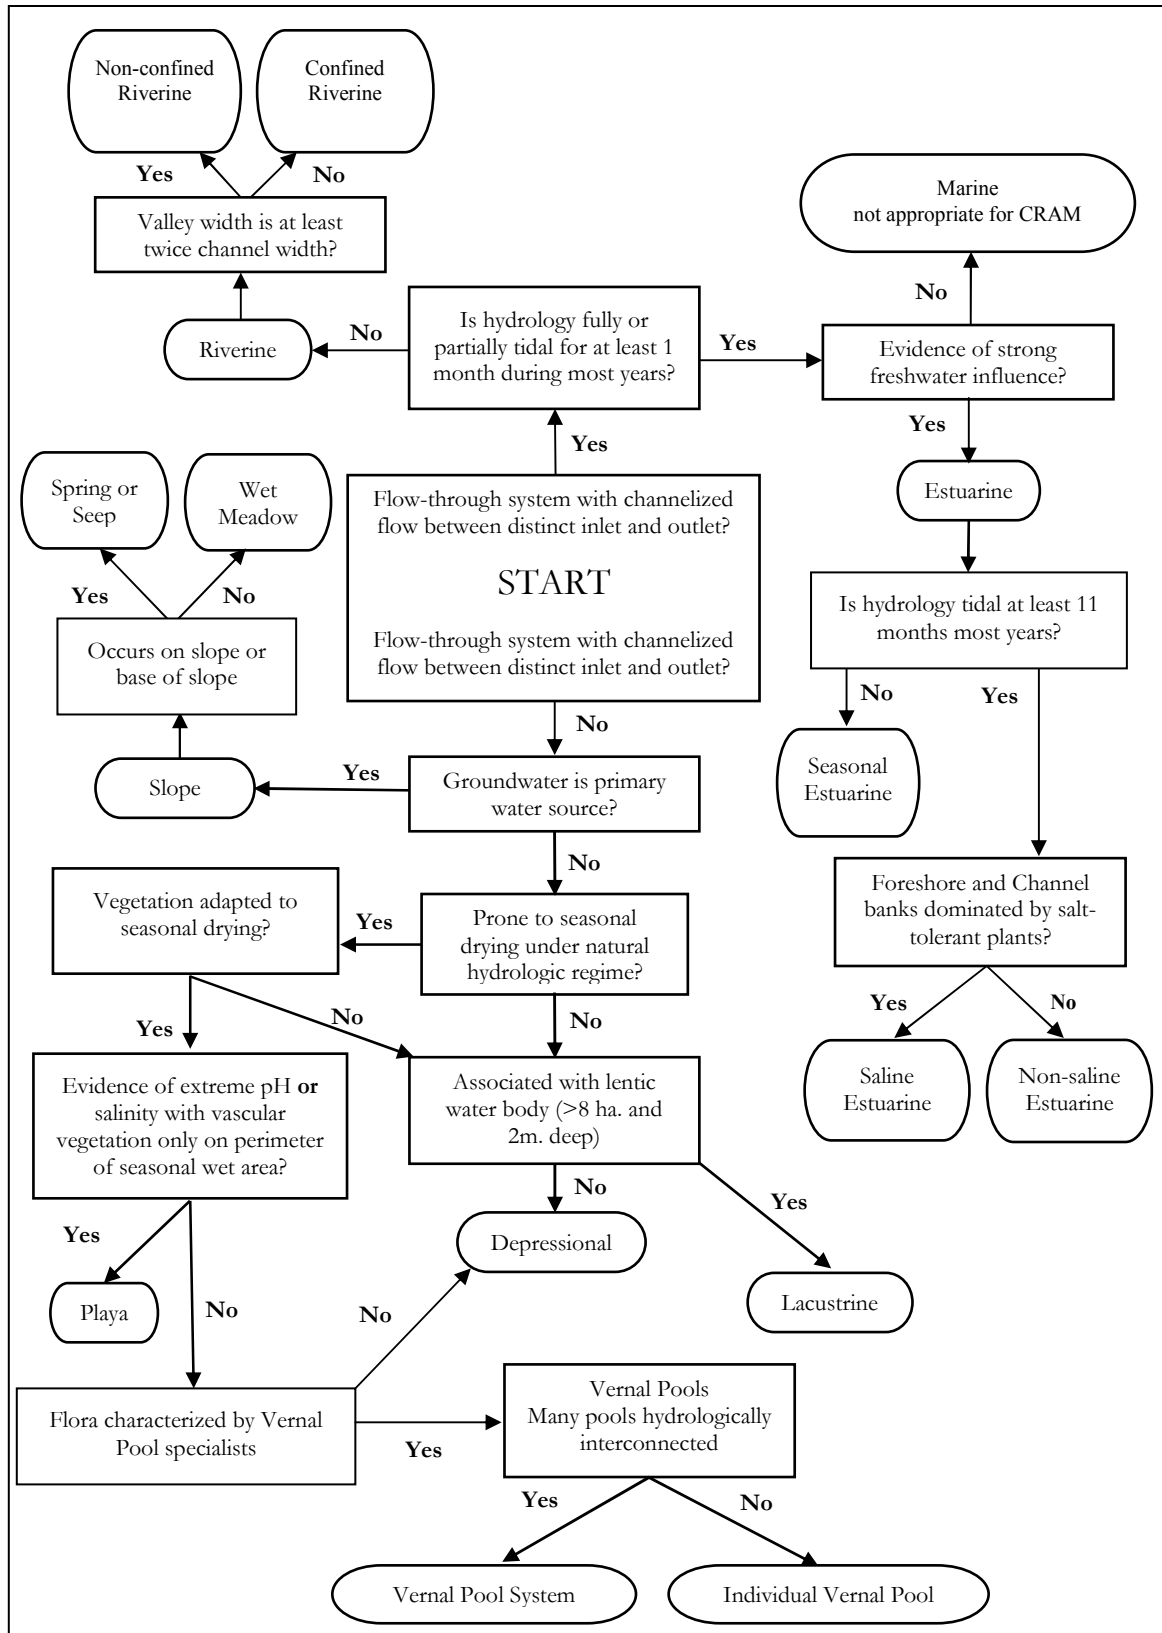 Non-confined
Riverine
Confined
Riverine
Yes
No
Valley width is at least
twice channel width?
Marine
not appropriate for CRAM
No
Riverine
No
Is hydrology fully or
partially tidal for at least 1
month during most years?
Yes
Evidence of strong
freshwater influence?
Yes
Yes
Spring or
Seep
Wet
Meadow
Flow-through system with channelized
flow between distinct inlet and outlet?
START
Flow-through system with channelized
flow between distinct inlet and outlet?
Estuarine
Yes
No
Is hydrology tidal at least 11
months most years?
Occurs on slope or
base of slope
No
Yes
No
Slope
Yes
Groundwater is primary
water source?
Seasonal
Estuarine
No
Vegetation adapted to
seasonal drying?
Yes
Prone to seasonal
drying under natural
hydrologic regime?
Foreshore and Channel
banks dominated by salt-
tolerant plants?
Yes
No
No
Yes
No
Evidence of extreme pH or
salinity with vascular
vegetation only on perimeter
of seasonal wet area?
Associated with lentic
water body (>8 ha. and
2m. deep)
Saline
Estuarine
Non-saline
Estuarine
No
Yes
Yes
Depressional
Playa
No
No
Lacustrine
Flora characterized by Vernal
Pool specialists
Yes
Vernal Pools
Many pools hydrologically
interconnected
Yes
No
Vernal Pool System
Individual Vernal Pool